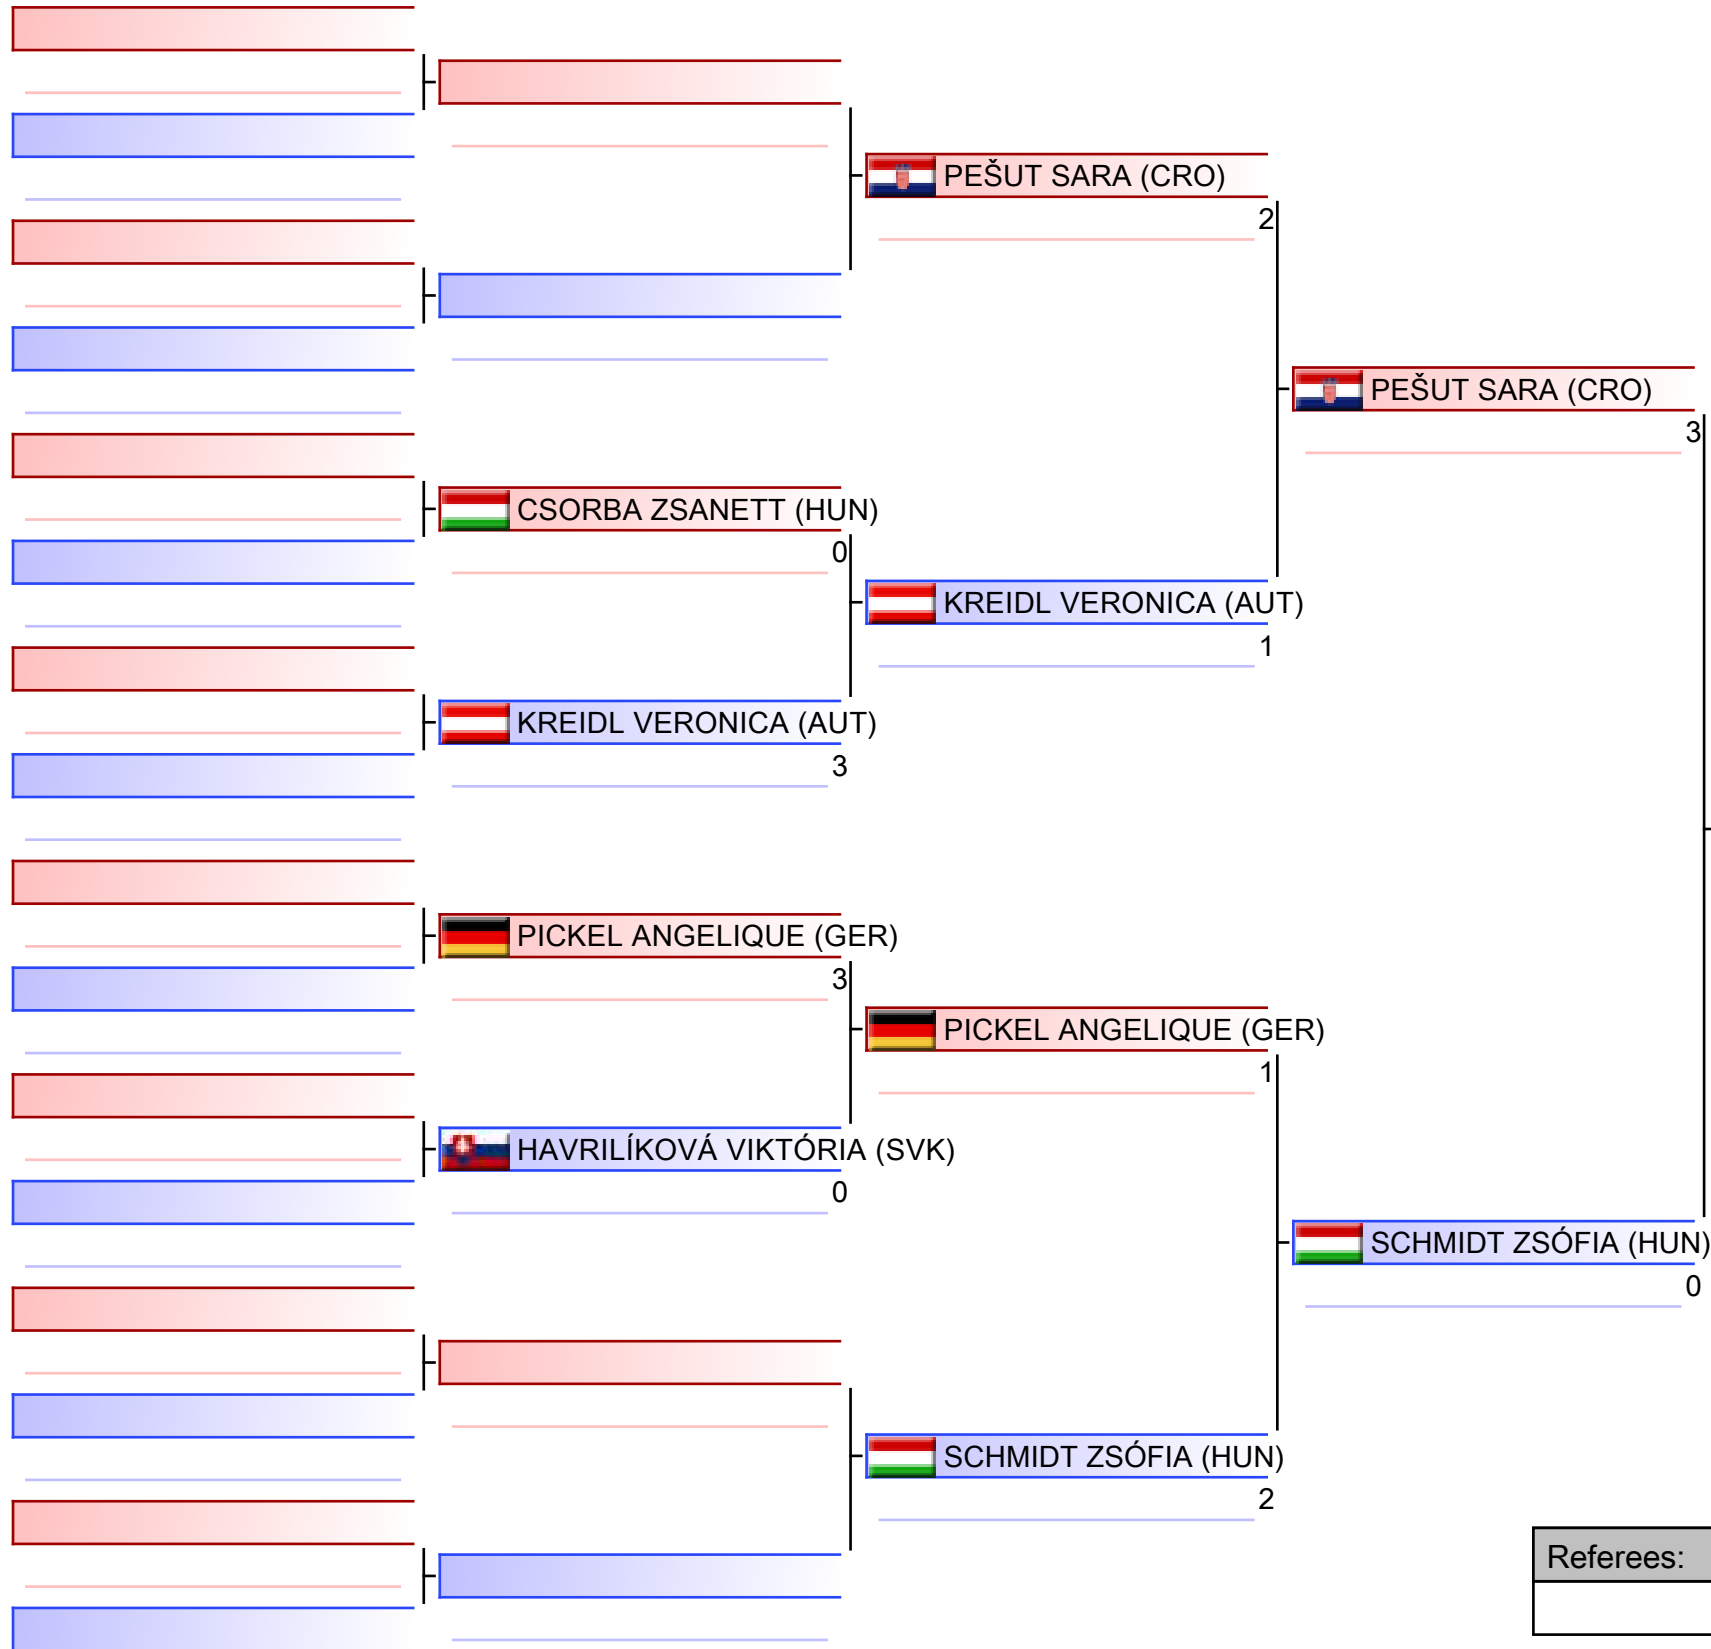 PEŠUT SARA (CRO)
2
PEŠUT SARA (CRO)
3
CSORBA ZSANETT (HUN)
0
KREIDL VERONICA (AUT)
1
KREIDL VERONICA (AUT)
3
PICKEL ANGELIQUE (GER)
3
PICKEL ANGELIQUE (GER)
1
HAVRILÍKOVÁ VIKTÓRIA (SVK)
0
SCHMIDT ZSÓFIA (HUN)
0
SCHMIDT ZSÓFIA (HUN)
2
Referees: